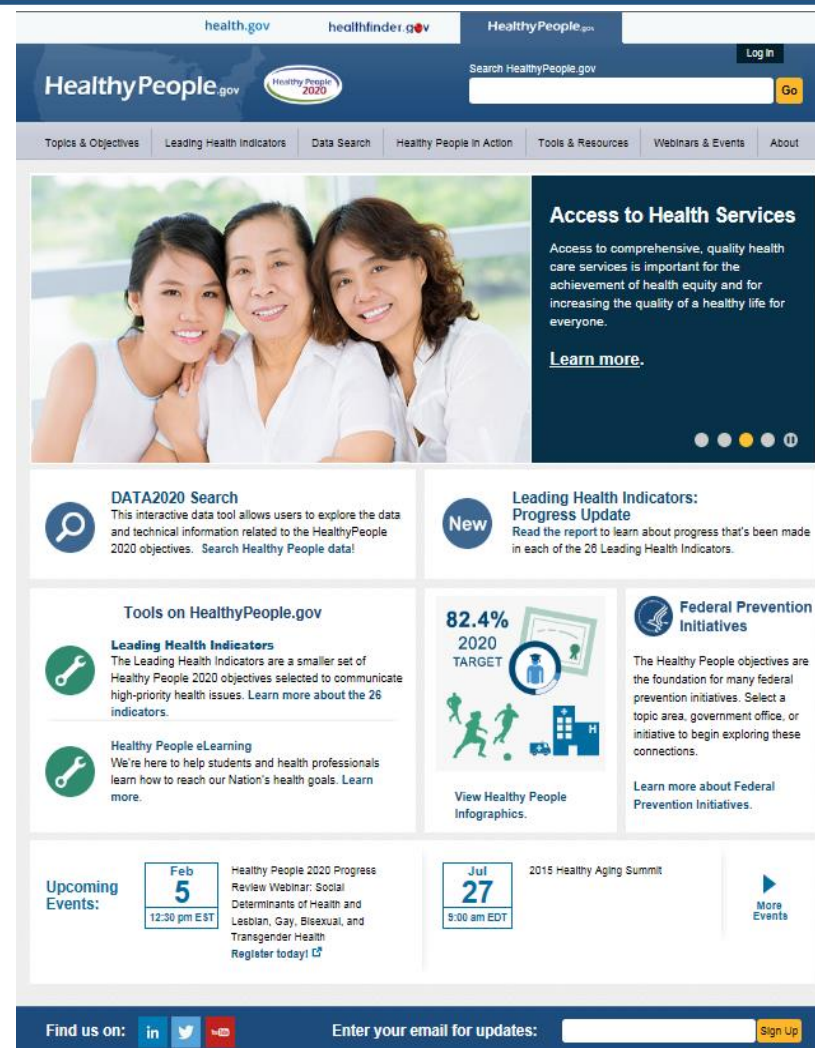 health.gov
healthfinder.gov
HealthyPeople.gov
Log In
HealthyPeople.gov
Healthy People
2020
Search HealthyPeople.gov
Go
Topics & Objectives
Leading Health Indicators
Data Search
Healthy People in Action
Tools & Resources
Webinars & Events
About
Access to Health Services
Access to comprehensive, quality health
care services is important for the
achievement of health equity and for
increasing the quality of a healthy life for
everyone.
Learn more.
DATA2020 Search
This interactive data tool allows users to explore the data
and technical information related to the HealthyPeople
2020 objectives. Search Healthy People data!
New
Leading Health Indicators:
Progress Update
Read the report to learn about progress that's been made
in each of the 26 Leading Health Indicators.
Tools on HealthyPeople.gov
Leading Health Indicators
The Leading Health Indicators are a smaller set of
Healthy People 2020 objectives selected to communicate
high-priority health issues. Learn more about the 26
indicators.
Healthy People eLearning
We're here to help students and health professionals
learn how to reach our Nation's health goals. Learn
more.
82.4%
2020
TARGET
H
View Healthy People
Infographics.
Federal Prevention
Initiatives
The Healthy People objectives are
the foundation for many federal
prevention initiatives. Select a
topic area, government office, or
initiative to begin exploring these
connections.
Learn more about Federal
Prevention Initiatives.
Upcoming
Events:
Feb
5
12:30 pm EST
Healthy People 2020 Progress
Review Webinar: Social
Determinants of Health and
Lesbian, Gay, Bisexual, and
Transgender Health
Register today!
Jul
27
9:00 am EDT
2015 Healthy Aging Summit
More
Events
Find us on:
in
YouTube
Enter your email for updates:
Sign Up